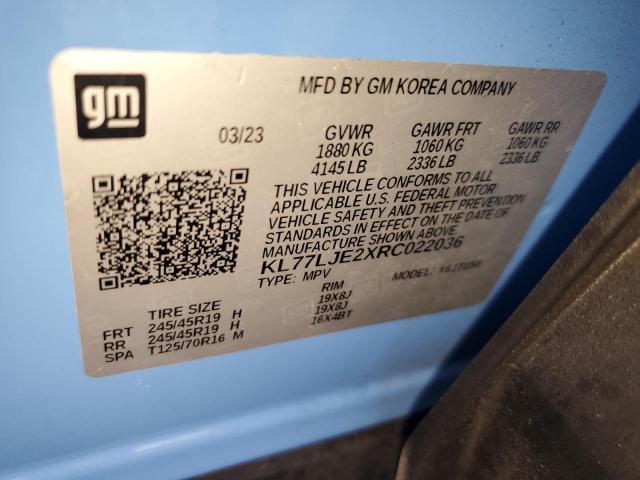 gm
MFD BY GM KOREA COMPANY
03/23 GVWR GAWR FRT GAWR RR
1880 KG 1060 KG 1060 KG
4145 LB 2336 LB 2336 LB
THIS VEHICLE CONFORMS TO ALL
APPLICABLE U.S. FEDERAL MOTOR
VEHICLE SAFETY AND THEFT PREVENTION
STANDARDS IN EFFECT ON THE DATE OF
MANUFACTURE SHOWN ABOVE.
KL77LJE2XRC022036
TYPE: MPV MODEL:
TIRE SIZE RIM
FRT 245/45R19 H 19X8J
RR 245/45R19 H 19X8J
SPA T125/70R16 M 16X4BT